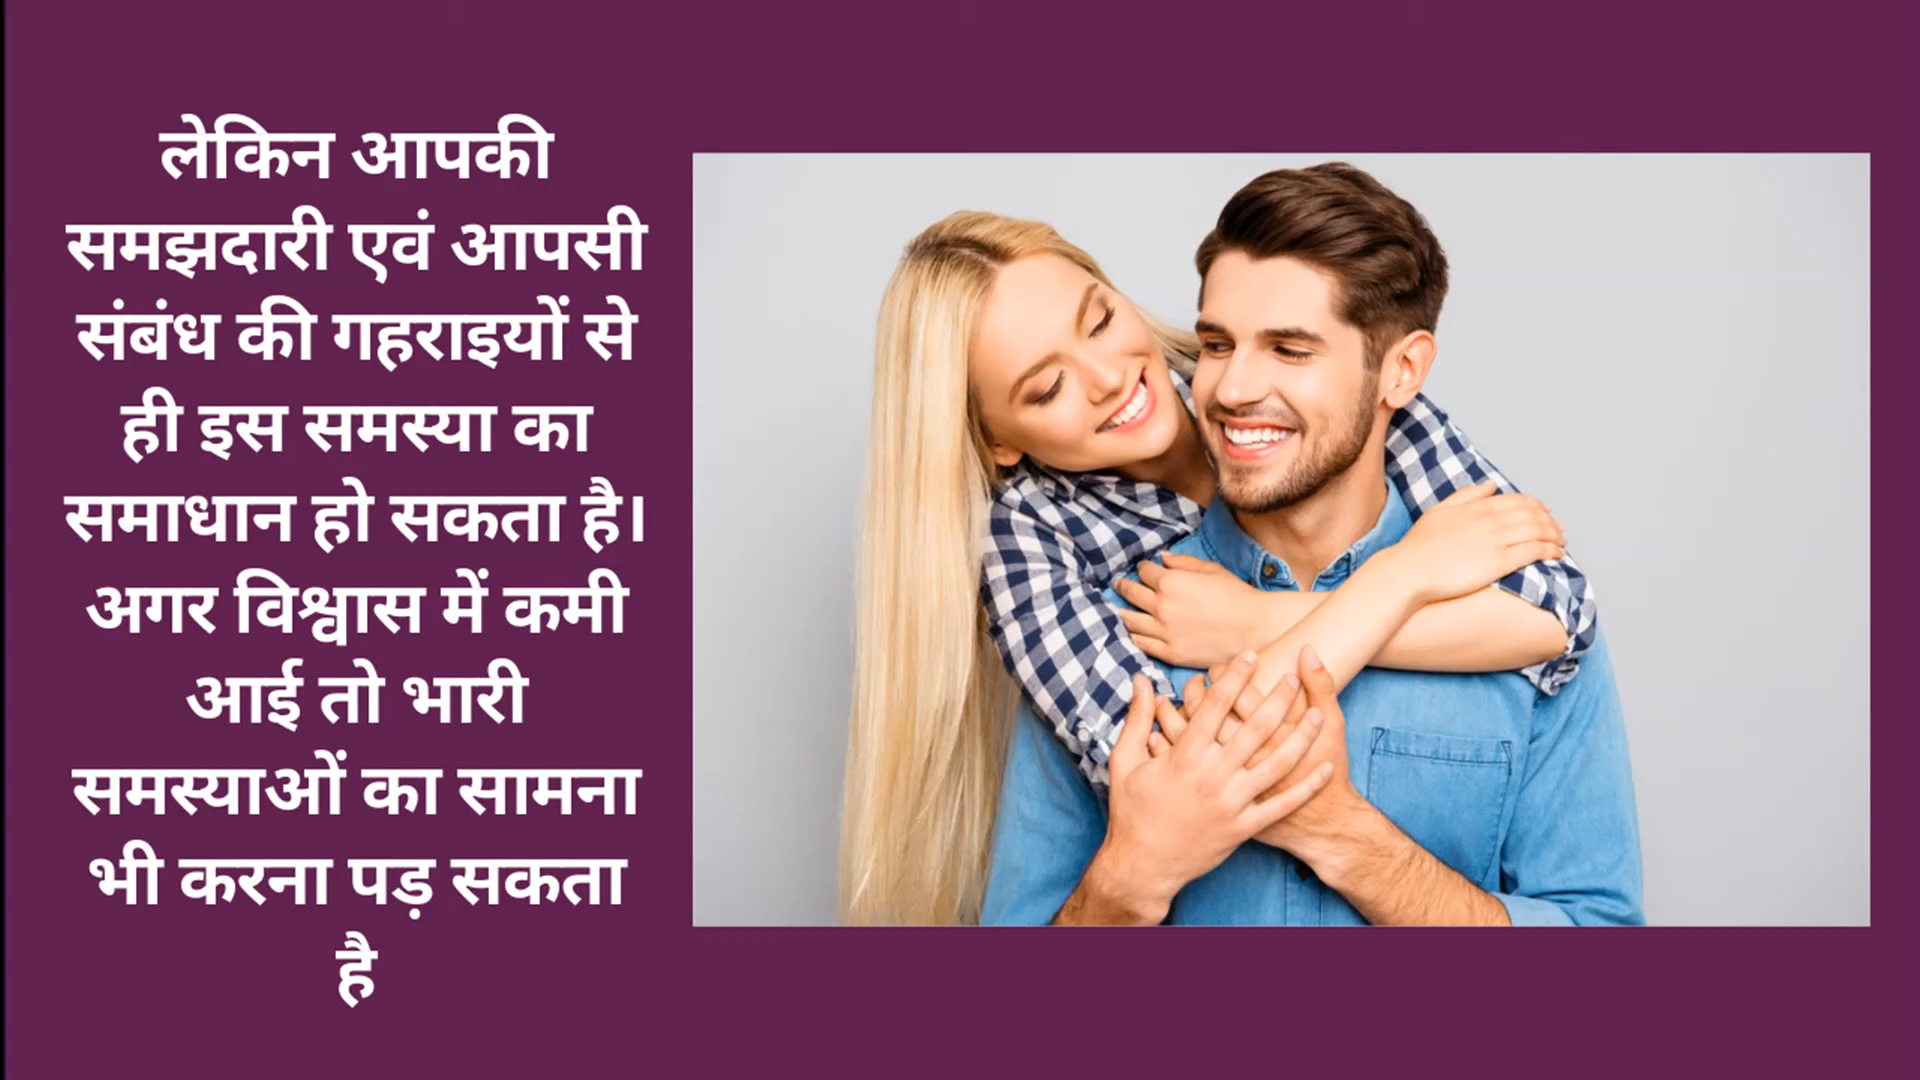 लेकिन आपकी
समझदारी एवं आपसी
संबंध की गहराइयों से
ही इस समस्या का
समाधान हो सकता है।
अगर विश्वास में कमी
आई तो भारी
समस्याओं का सामना
भी करना पड़ सकता
है